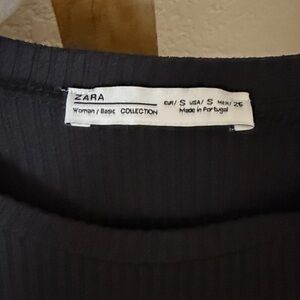 ZARA
Woman / Basic COLLECTION
EUR/ S USA/ S MEX/ 26
Made in Portugal